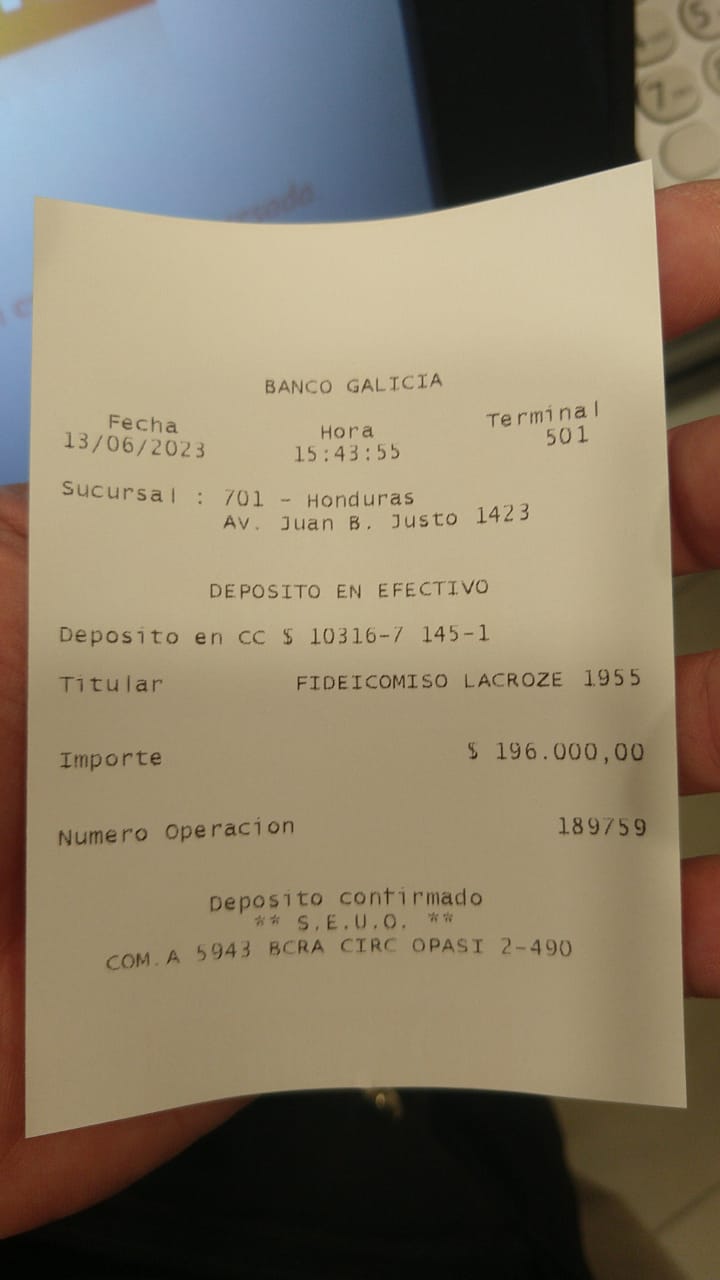 BANCO GALICIA
Fecha Hora Terminal
13/06/2023 15:43:55 501
Sucursal : 701 - Honduras
AV. Juan B. Justo 1423
DEPOSITO EN EFECTIVO
Deposito en CC $ 10316-7 145-1
Titular FIDEICOMISO LACROZE 1955
Importe $ 196.000,00
Numero Operacion 189759
Deposito confirmado
** S.E.U.O. **
COM.A 5943 BCRA CIRC OPASI 2-490
5
7